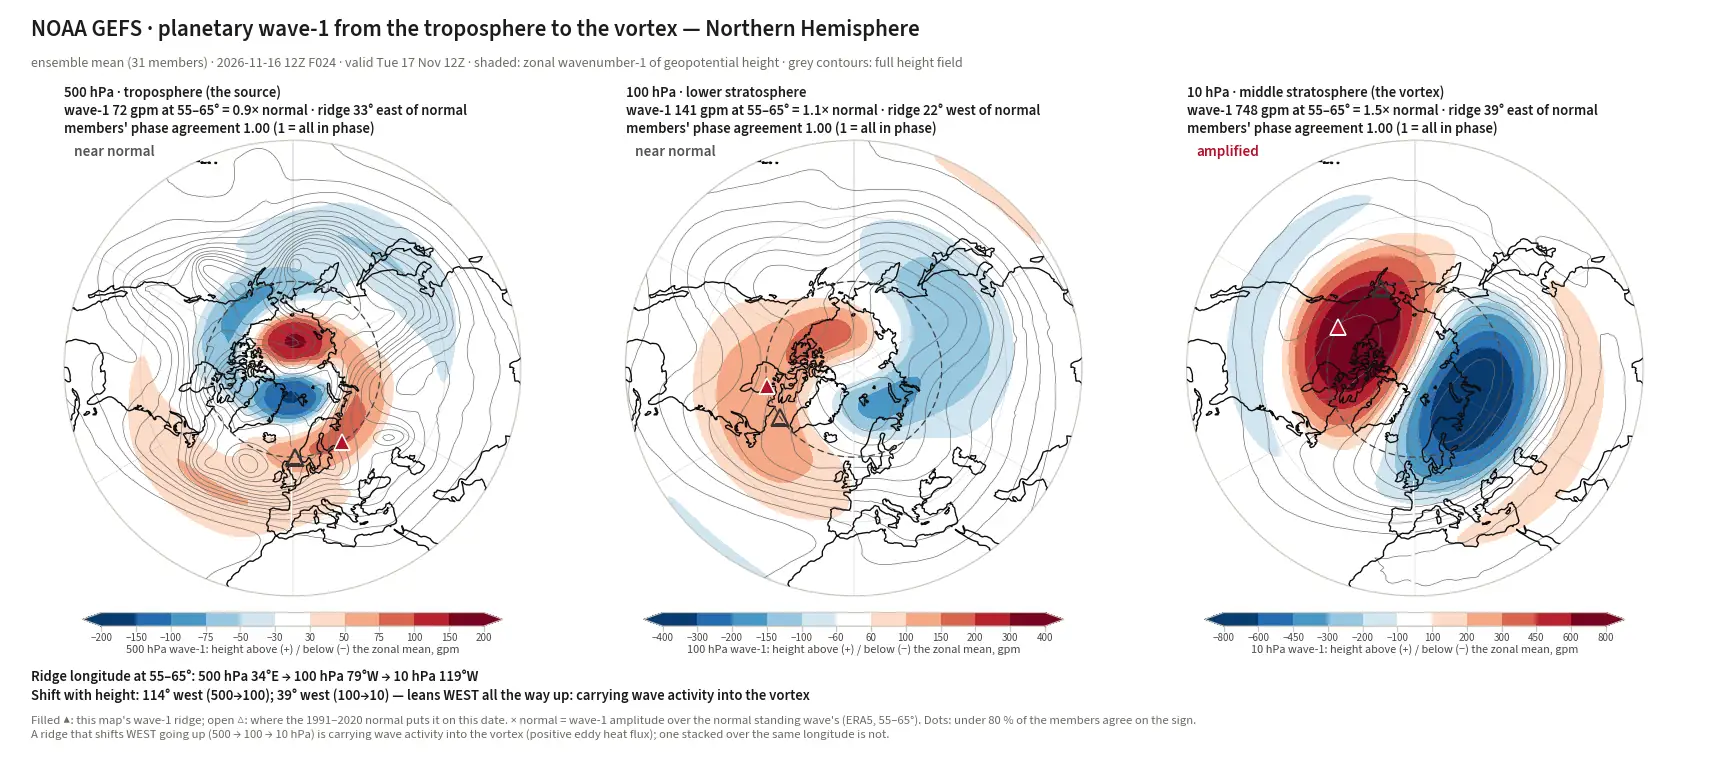 NOAA GEFS · planetary wave-1 from the troposphere to the vortex — Northern Hemisphere
ensemble mean (31 members) · 2026-11-16 12Z F024 · valid Tue 17 Nov 12Z · shaded: zonal wavenumber-1 of geopotential height · grey contours: full height field
500 hPa · troposphere (the source)
wave-1 72 gpm at 55–65° = 0.9× normal · ridge 33° east of normal
members' phase agreement 1.00 (1 = all in phase)
near normal
100 hPa · lower stratosphere
wave-1 141 gpm at 55–65° = 1.1× normal · ridge 22° west of normal
members' phase agreement 1.00 (1 = all in phase)
near normal
10 hPa · middle stratosphere (the vortex)
wave-1 748 gpm at 55–65° = 1.5× normal · ridge 39° east of normal
members' phase agreement 1.00 (1 = all in phase)
amplified
−200 −150 −100 −75 −50 −30 30 50 75 100 150 200
500 hPa wave-1: height above (+) / below (−) the zonal mean, gpm
−400 −300 −200 −150 −100 −60 60 100 150 200 300 400
100 hPa wave-1: height above (+) / below (−) the zonal mean, gpm
−800 −600 −450 −300 −200 −100 100 200 300 450 600 800
10 hPa wave-1: height above (+) / below (−) the zonal mean, gpm
Ridge longitude at 55–65°: 500 hPa 34°E → 100 hPa 79°W → 10 hPa 119°W
Shift with height: 114° west (500→100); 39° west (100→10) — leans WEST all the way up: carrying wave activity into the vortex
Filled ▲: this map's wave-1 ridge; open △: where the 1991–2020 normal puts it on this date. × normal = wave-1 amplitude over the normal standing wave's (ERA5, 55–65°). Dots: under 80 % of the members agree on the sign.
A ridge that shifts WEST going up (500 → 100 → 10 hPa) is carrying wave activity into the vortex (positive eddy heat flux); one stacked over the same longitude is not.